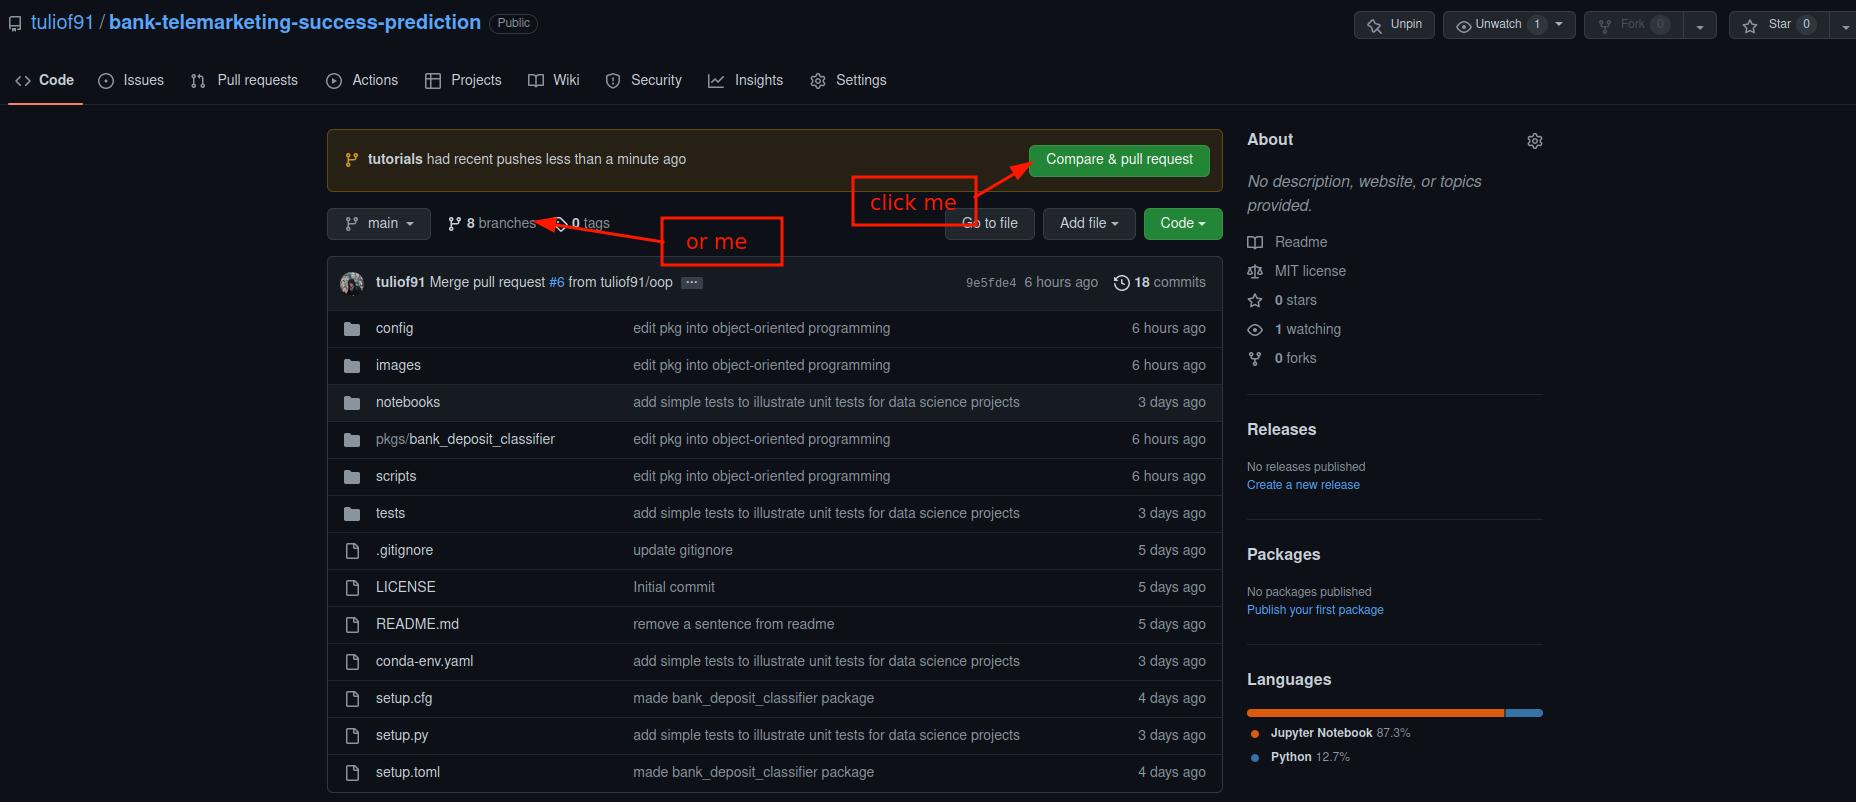 tuliof91 / bank-telemarketing-success-prediction Public
Unpin Unwatch 1 Fork 0 Star 0
Code Issues Pull requests Actions Projects Wiki Security Insights Settings
tutorials had recent pushes less than a minute ago Compare & pull request
click me
main 8 branches 0 tags Go to file Add file Code
or me
tuliof91 Merge pull request #6 from tuliof91/oop ... 9e5fde4 6 hours ago 18 commits
config edit pkg into object-oriented programming 6 hours ago
images edit pkg into object-oriented programming 6 hours ago
notebooks add simple tests to illustrate unit tests for data science projects 3 days ago
pkgs/bank_deposit_classifier edit pkg into object-oriented programming 6 hours ago
scripts edit pkg into object-oriented programming 6 hours ago
tests add simple tests to illustrate unit tests for data science projects 3 days ago
.gitignore update gitignore 5 days ago
LICENSE Initial commit 5 days ago
README.md remove a sentence from readme 5 days ago
conda-env.yaml add simple tests to illustrate unit tests for data science projects 3 days ago
setup.cfg made bank_deposit_classifier package 4 days ago
setup.py add simple tests to illustrate unit tests for data science projects 3 days ago
setup.toml made bank_deposit_classifier package 4 days ago
About
No description, website, or topics
provided.
Readme
MIT license
0 stars
1 watching
0 forks
Releases
No releases published
Create a new release
Packages
No packages published
Publish your first package
Languages
Jupyter Notebook 87.3%
Python 12.7%